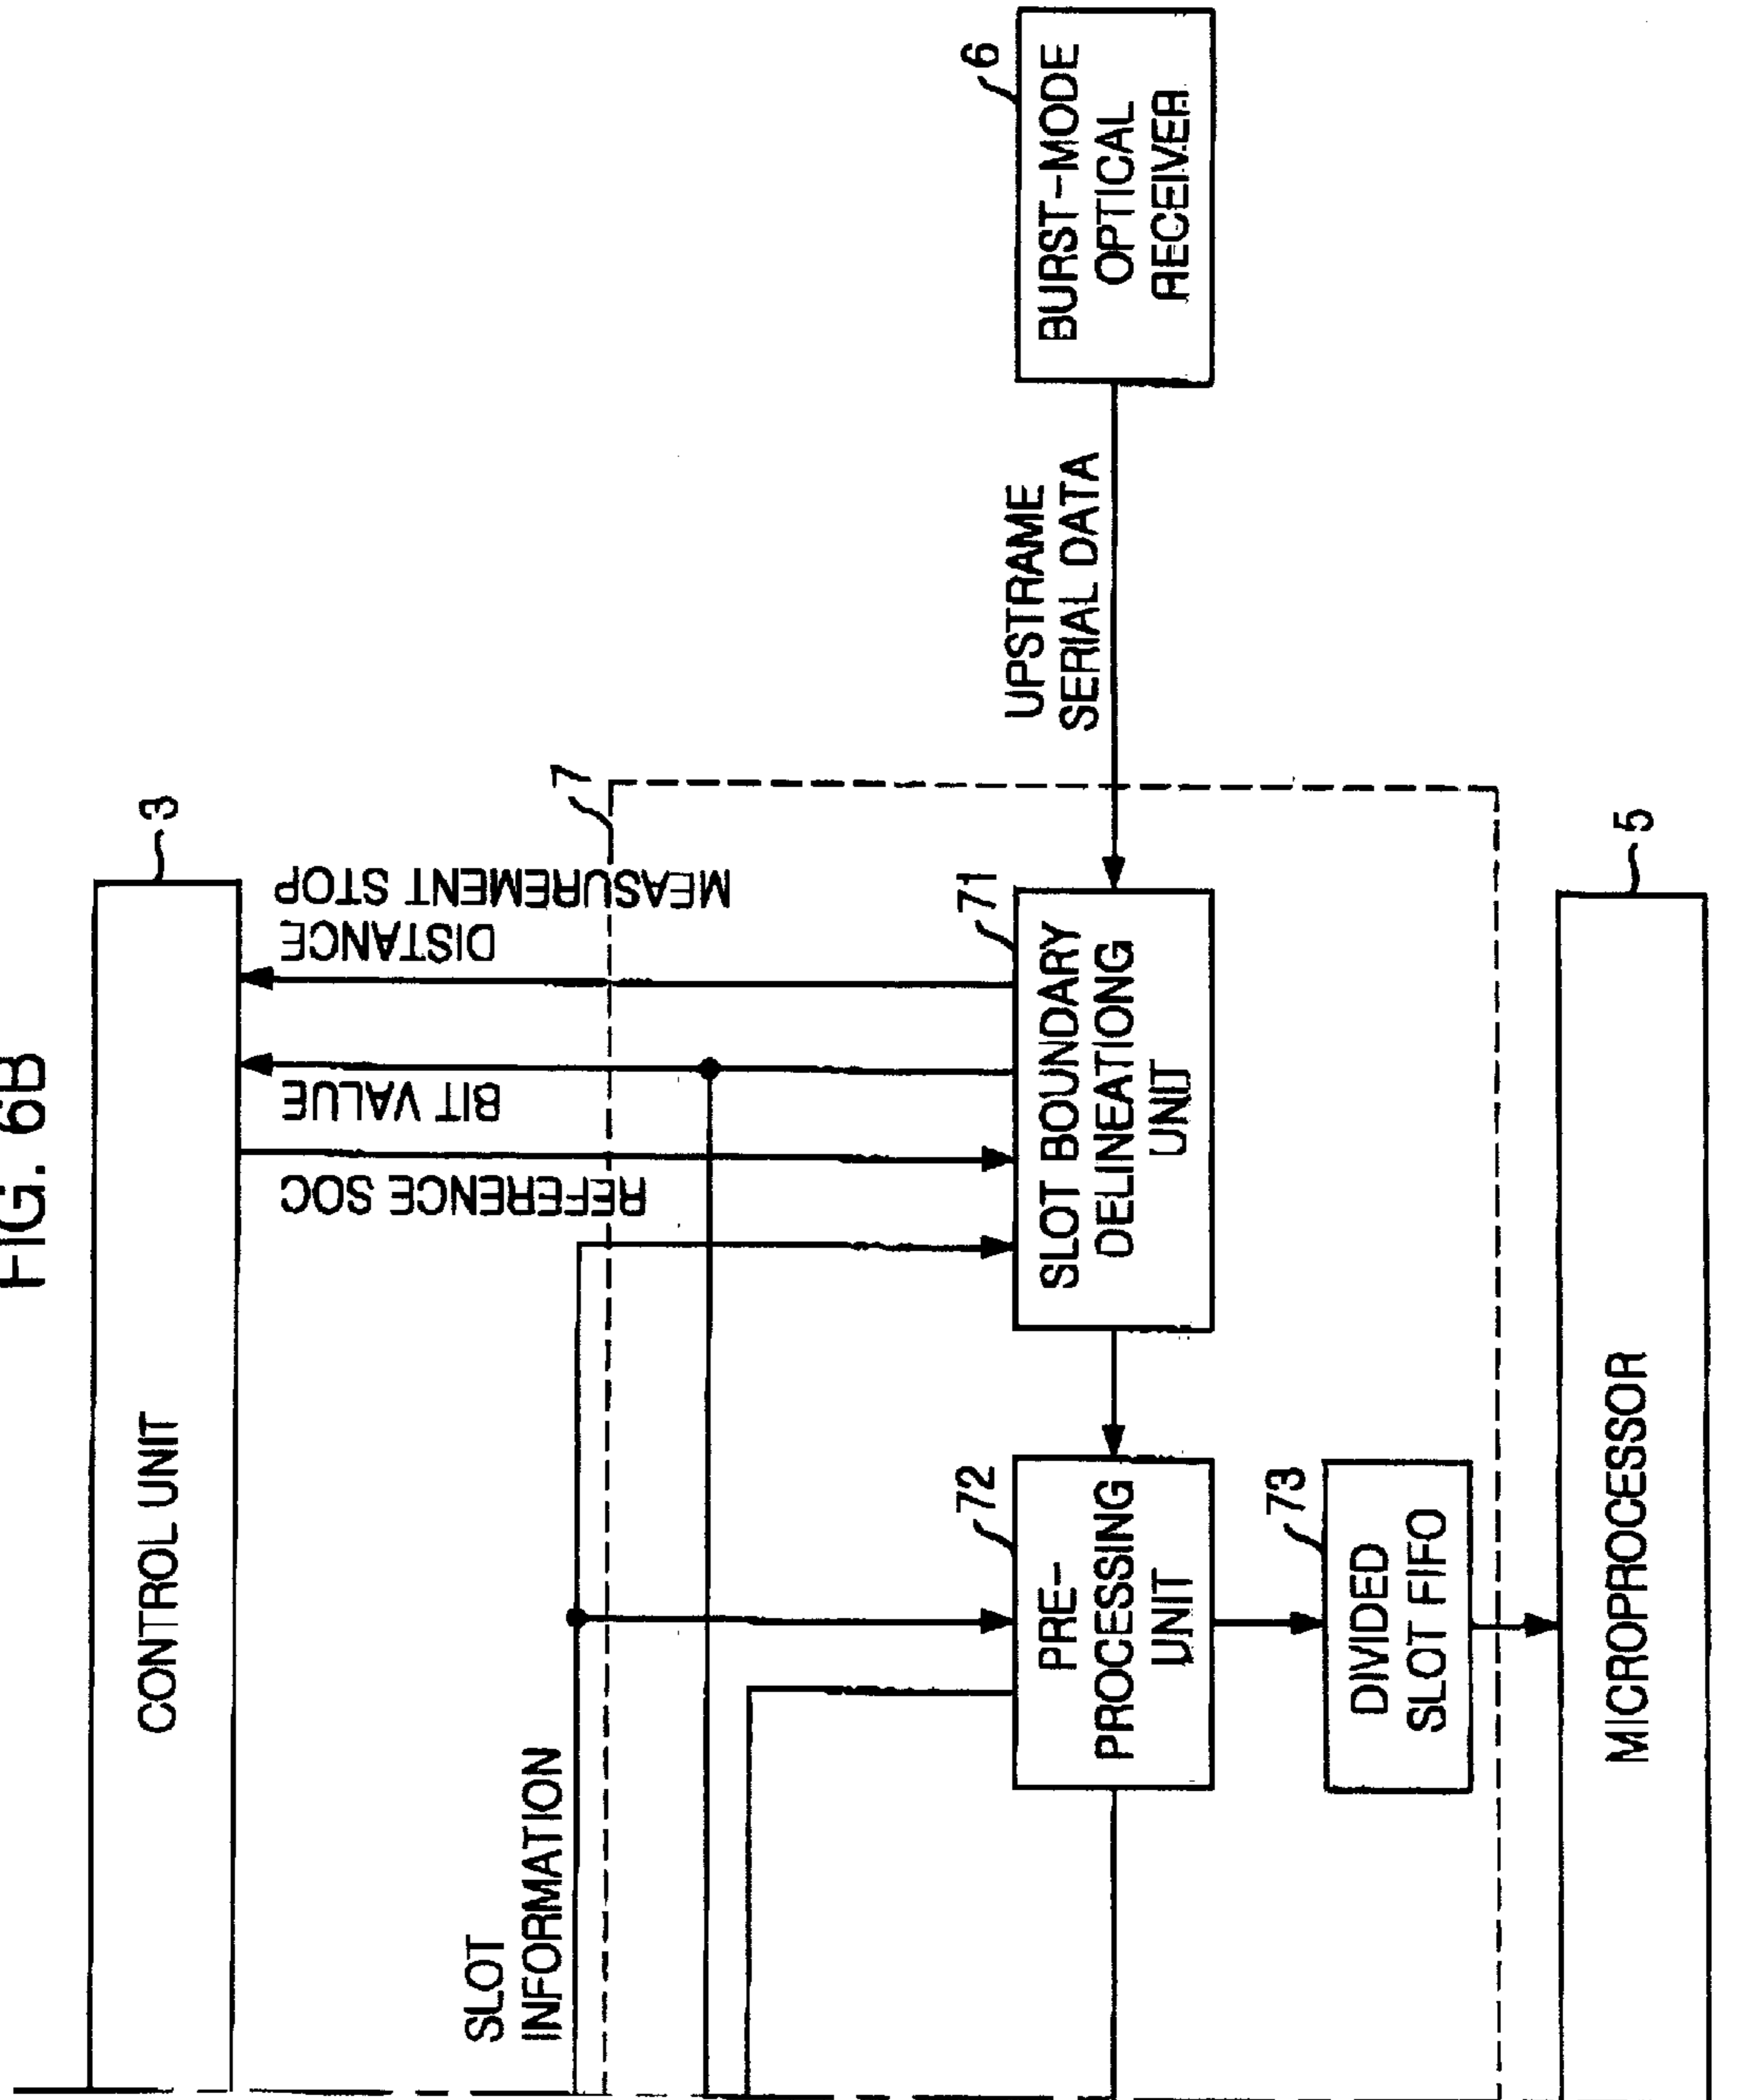 FIG. 6B
CONTROL UNIT
3
DISTANCE
MEASUREMENT STOP
BIT VALUE
REFERENCE SOC
SLOT
INFORMATION
7
71
SLOT BOUNDARY
DELINEATIONG
UNIT
UPSTRAME
SERIAL DATA
6
BURST-MODE
OPTICAL
RECEIVER
72
PRE-
PROCESSING
UNIT
73
DIVIDED
SLOT FIFO
MICROPROCESSOR
5